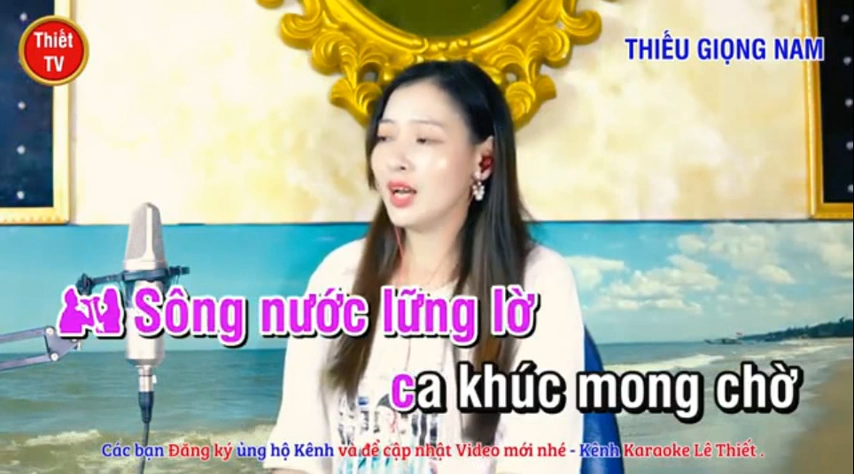 Thiết
TV
THIẾU GIỌNG NAM
Sông nước lững lờ
ca khúc mong chờ
Các bạn Đăng ký ủng hộ Kênh và để cập nhật Video mới nhé - Kênh Karaoke Lê Thiết .